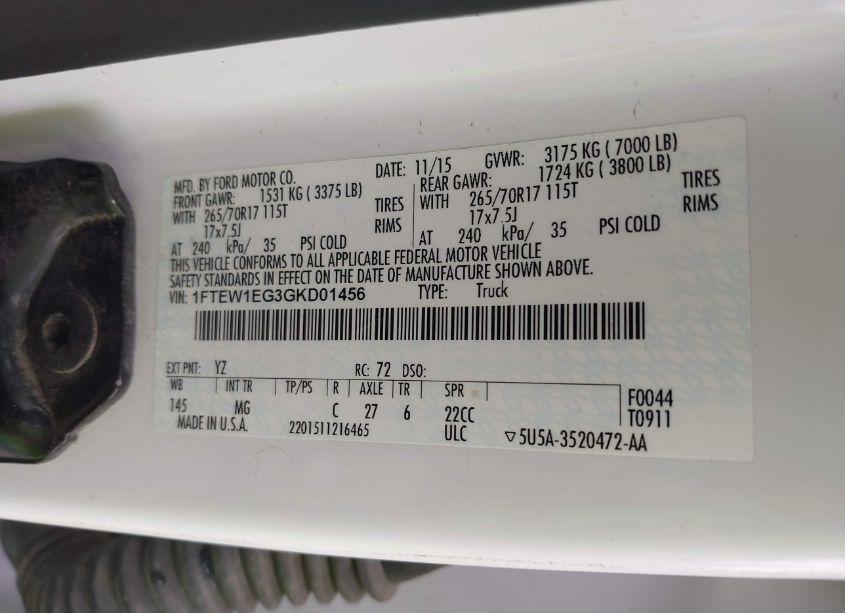 MFD. BY FORD MOTOR CO. DATE: 11/15 GVWR: 3175 KG ( 7000 LB)
FRONT GAWR: 1531 KG ( 3375 LB) REAR GAWR: 1724 KG ( 3800 LB)
WITH 265/70R17 115T TIRES WITH 265/70R17 115T TIRES
17x7.5J RIMS 17x7.5J RIMS
AT 240 kPa/ 35 PSI COLD AT 240 kPa/ 35 PSI COLD
THIS VEHICLE CONFORMS TO ALL APPLICABLE FEDERAL MOTOR VEHICLE
SAFETY STANDARDS IN EFFECT ON THE DATE OF MANUFACTURE SHOWN ABOVE.
VIN: 1FTEW1EG3GKD01456 TYPE: Truck
EXT PNT: YZ RC: 72 DSO:
WB INT TR TP/PS R AXLE TR SPR F0044
145 MG C 27 6 22CC T0911
MADE IN U.S.A. 2201511216465 ULC ▽5U5A-3520472-AA